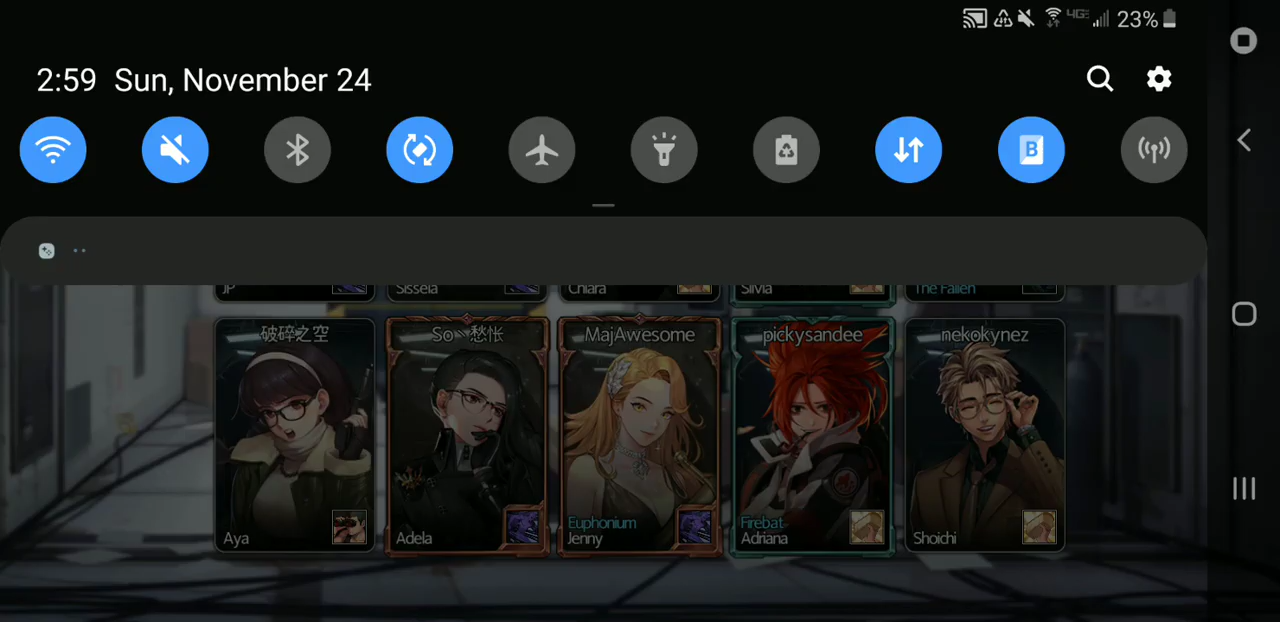 4G
23%
2:59 Sun, November 24
B
JP
Sissela
Chiara
Silvia
The Fallen
破碎之空
So丶愁怅
MajAwesome
pickysandee
nekokynez
Aya
Adela
Euphonium
Jenny
Firebat
Adriana
Shoichi